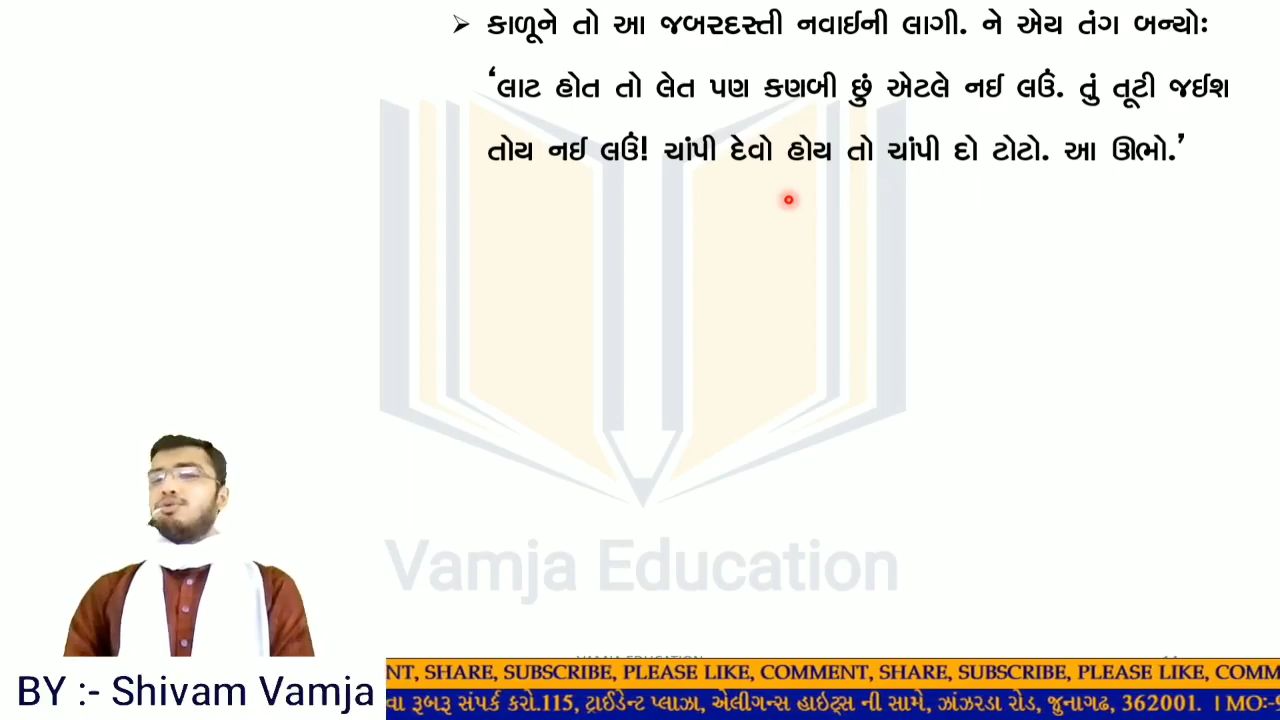 ➢ કાળૂને તો આ જબરદસ્તી નવાઈની લાગી. ને એય તંગ બન્યોઃ
‘લાટ હોત તો લેત પણ કણબી છું એટલે નઈ લઉં. તું તૂટી જઈશ
તોય નઈ લઉં! ચાંપી દેવો હોય તો ચાંપી દો ટોટો. આ ઊભો.’
Vamja Education
BY :- Shivam Vamja
NT, SHARE, SUBSCRIBE, PLEASE LIKE, COMMENT, SHARE, SUBSCRIBE, PLEASE LIKE, COMM
વા રૂબરૂ સંપર્ક કરો.115, ટ્રાઈડેન્ટ પ્લાઝા, એલીગન્સ હાઇટ્સ ની સામે, ઝાંઝરડા રોડ, જુનાગઢ, 362001. । MO:-